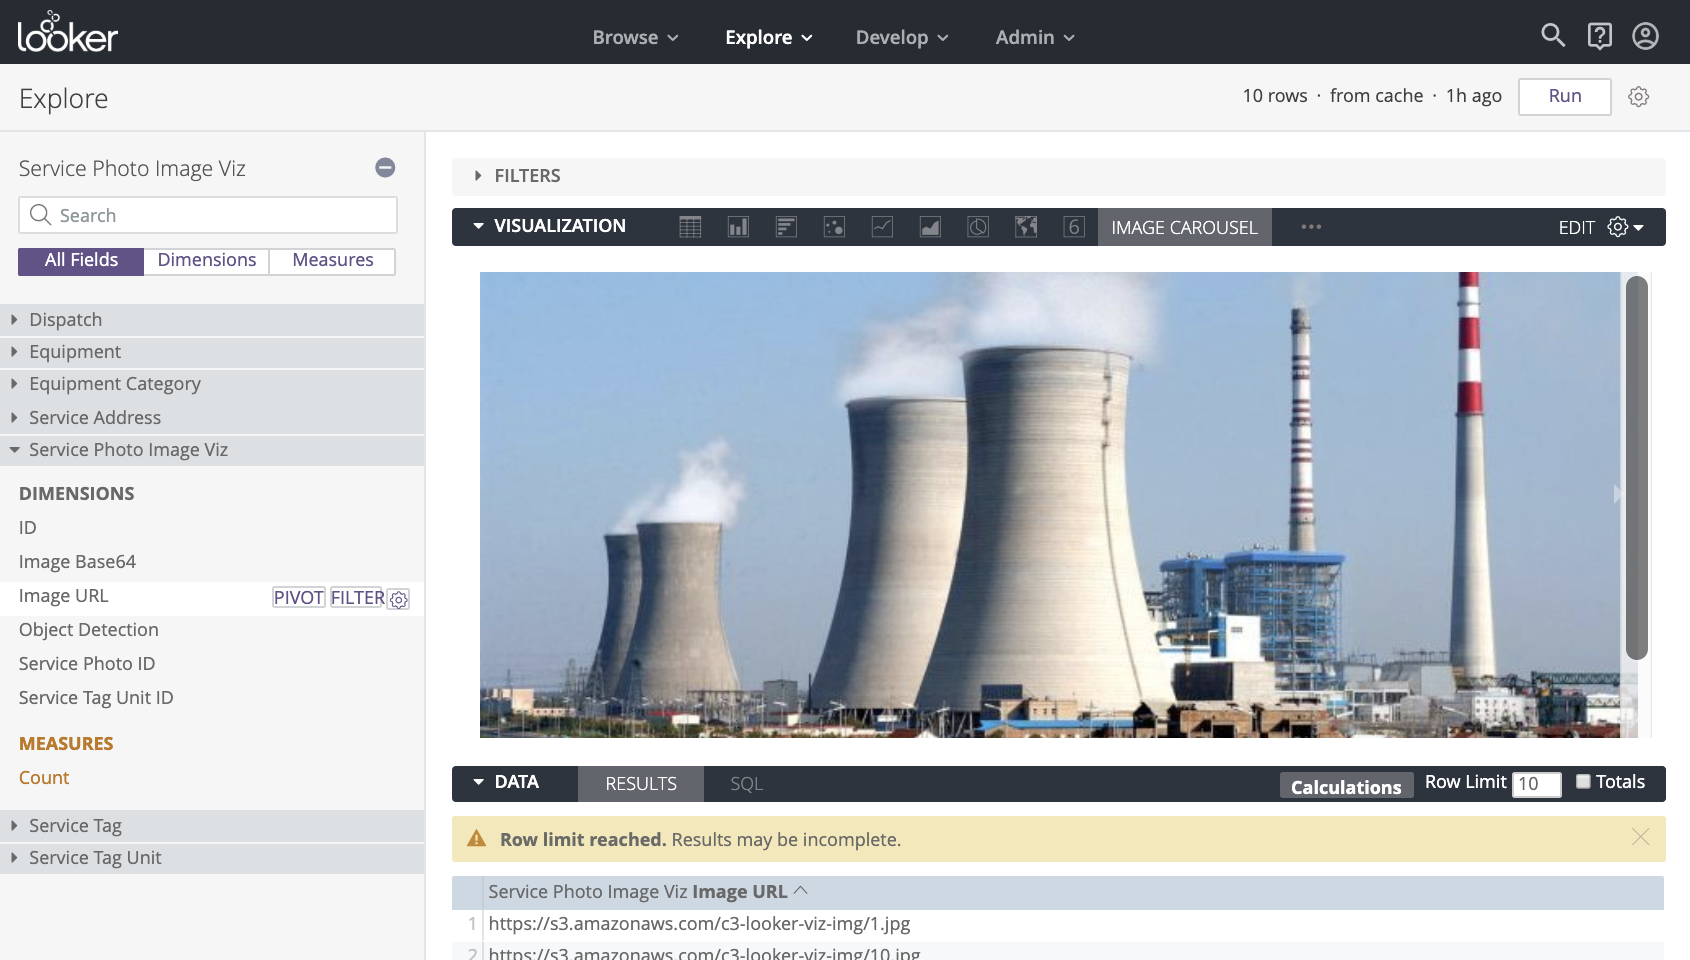 looker
Browse Explore Develop Admin
Explore
10 rows · from cache · 1h ago Run
Service Photo Image Viz
Search
All Fields Dimensions Measures
Dispatch
Equipment
Equipment Category
Service Address
Service Photo Image Viz
DIMENSIONS
ID
Image Base64
Image URL PIVOT FILTER
Object Detection
Service Photo ID
Service Tag Unit ID
MEASURES
Count
Service Tag
Service Tag Unit
FILTERS
VISUALIZATION 6 IMAGE CAROUSEL ... EDIT
DATA RESULTS SQL Calculations Row Limit 10 Totals
Row limit reached. Results may be incomplete.
Service Photo Image Viz Image URL
1 https://s3.amazonaws.com/c3-looker-viz-img/1.jpg
2 https://s3.amazonaws.com/c3-looker-viz-img/10.jpg